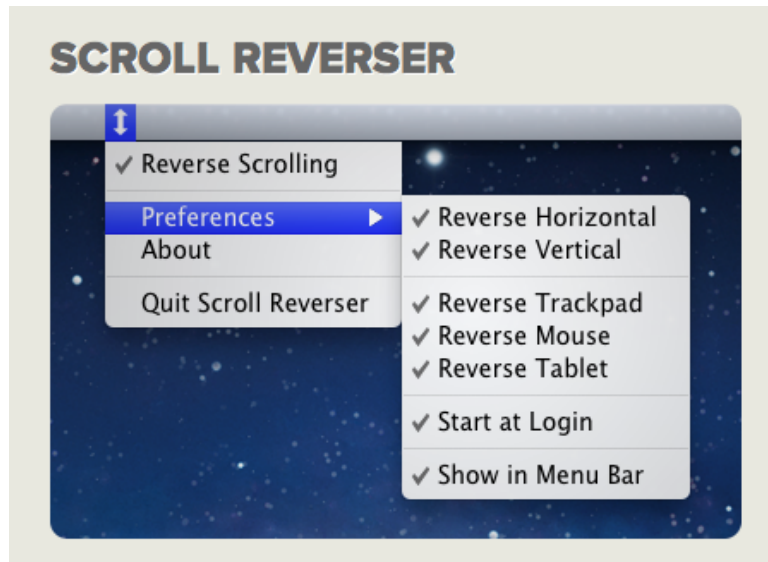 SCROLL REVERSER
Reverse Scrolling
Preferences
About
Quit Scroll Reverser
Reverse Horizontal
Reverse Vertical
Reverse Trackpad
Reverse Mouse
Reverse Tablet
Start at Login
Show in Menu Bar